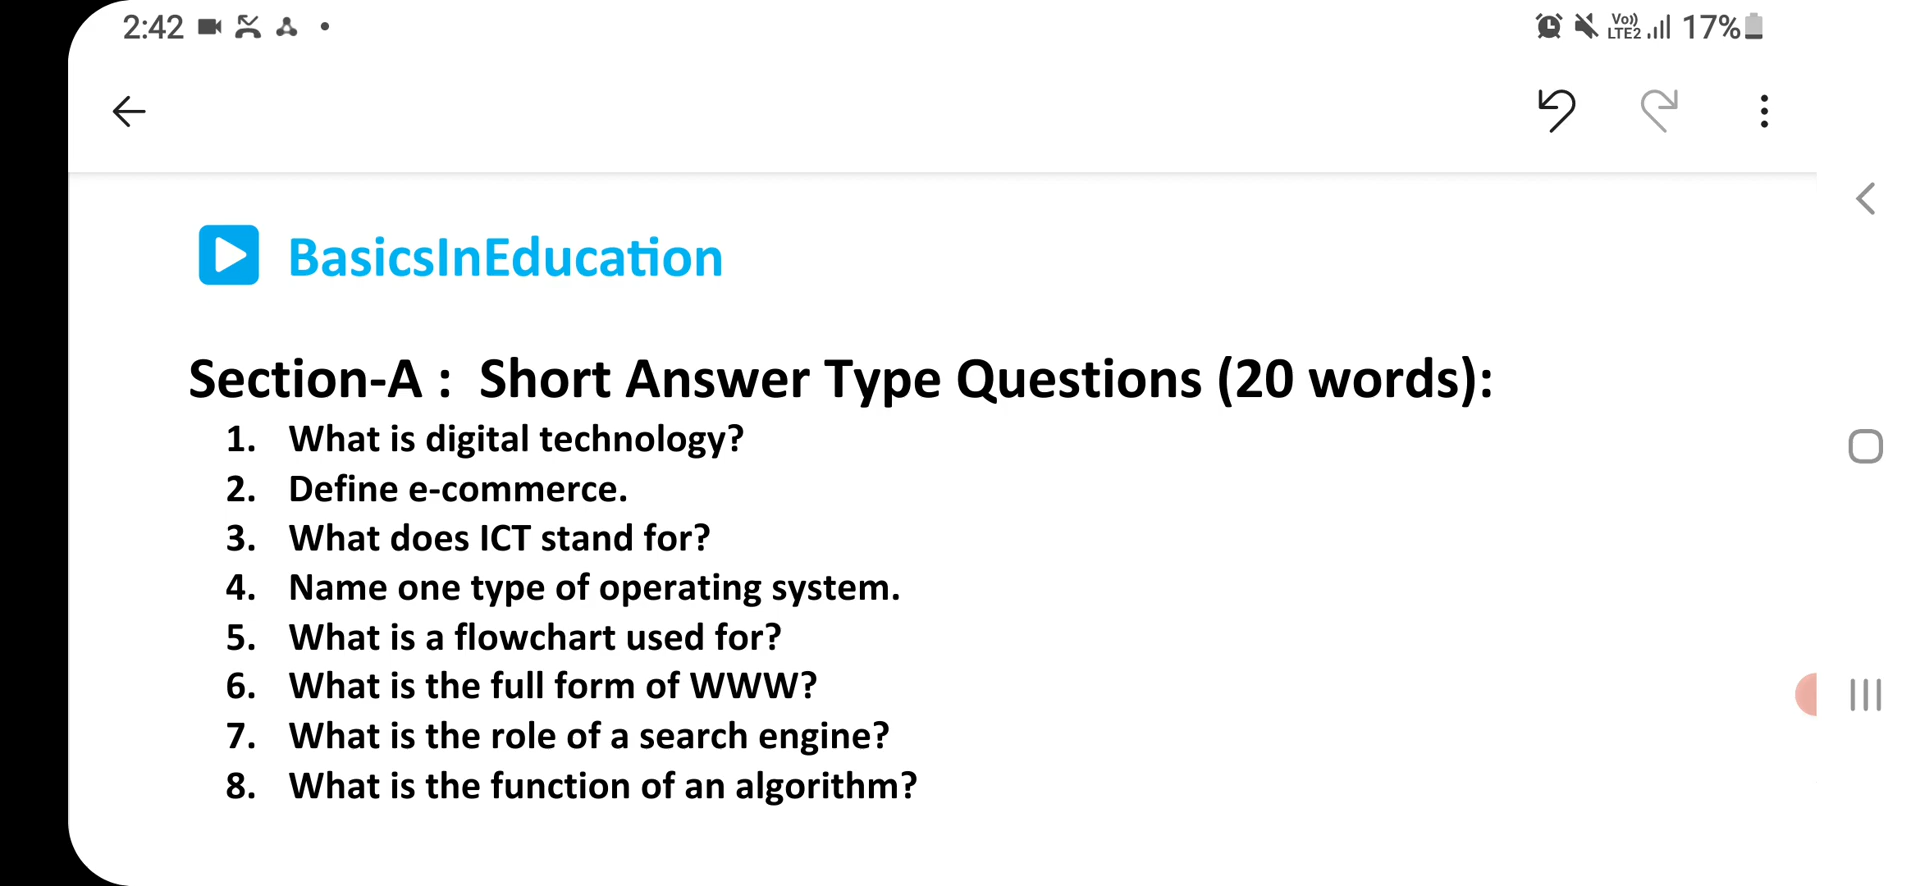 2:42
Vo)) LTE2 17%
BasicsInEducation
Section-A : Short Answer Type Questions (20 words):
1. What is digital technology?
2. Define e-commerce.
3. What does ICT stand for?
4. Name one type of operating system.
5. What is a flowchart used for?
6. What is the full form of WWW?
7. What is the role of a search engine?
8. What is the function of an algorithm?